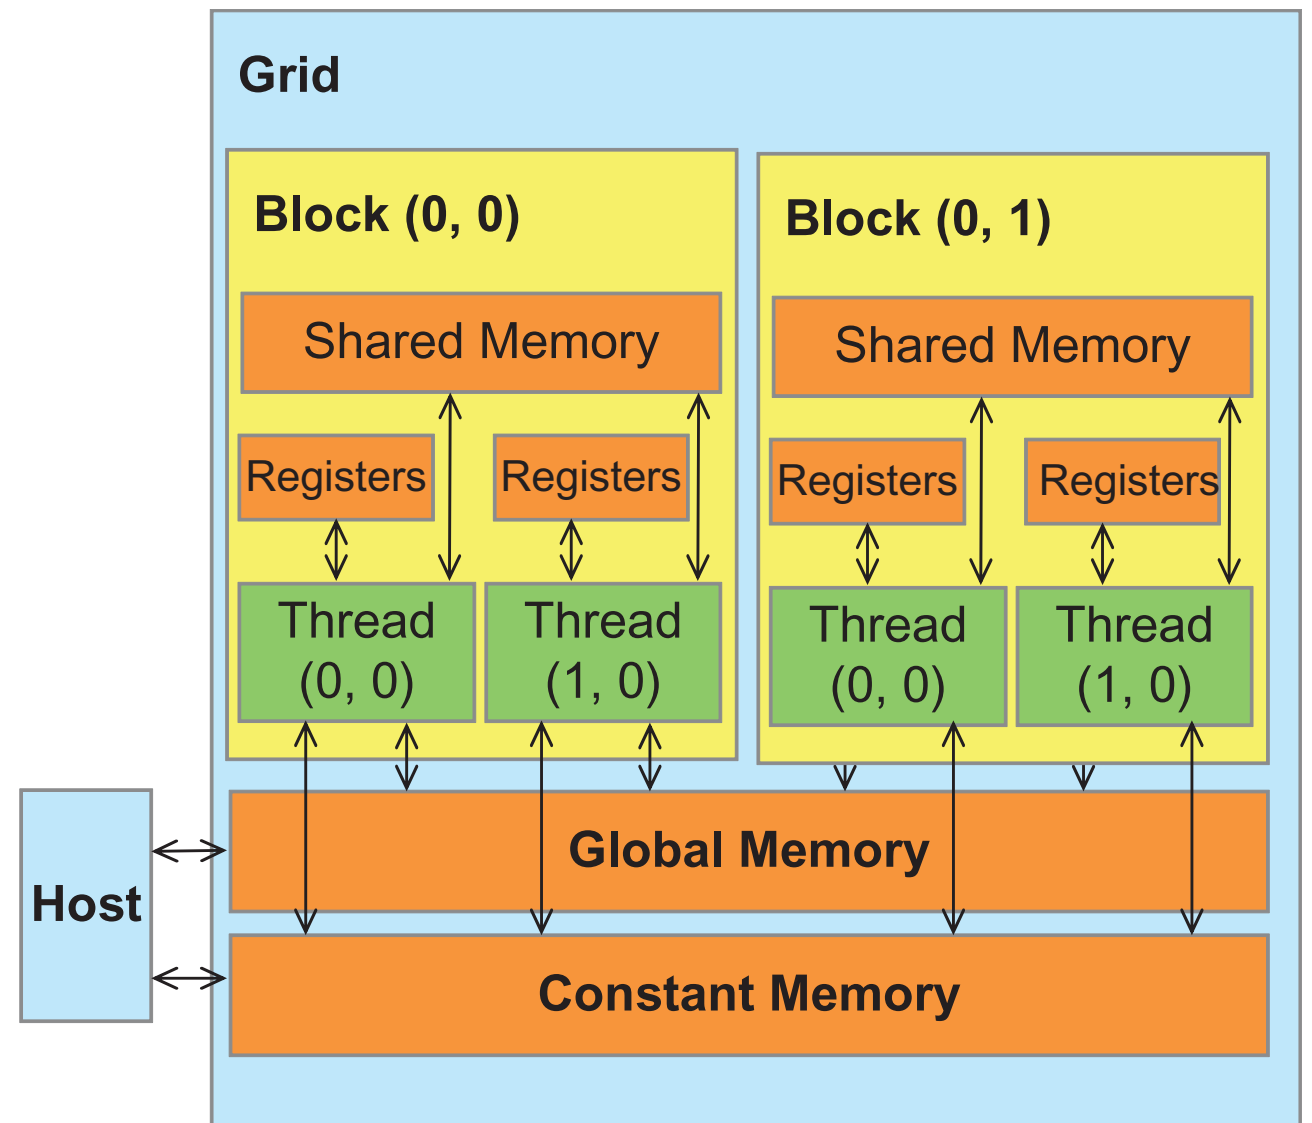 Grid
Block (0, 0)
Shared Memory
Registers
Registers
Thread
(0, 0)
Thread
(1, 0)
Block (0, 1)
Shared Memory
Registers
Registers
Thread
(0, 0)
Thread
(1, 0)
Host
Global Memory
Constant Memory